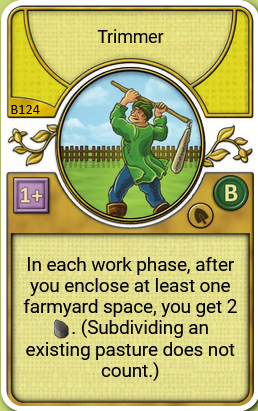 Trimmer
B124
1+
B
In each work phase, after
you enclose at least one
farmyard space, you get 2
. (Subdividing an
existing pasture does not
count.)